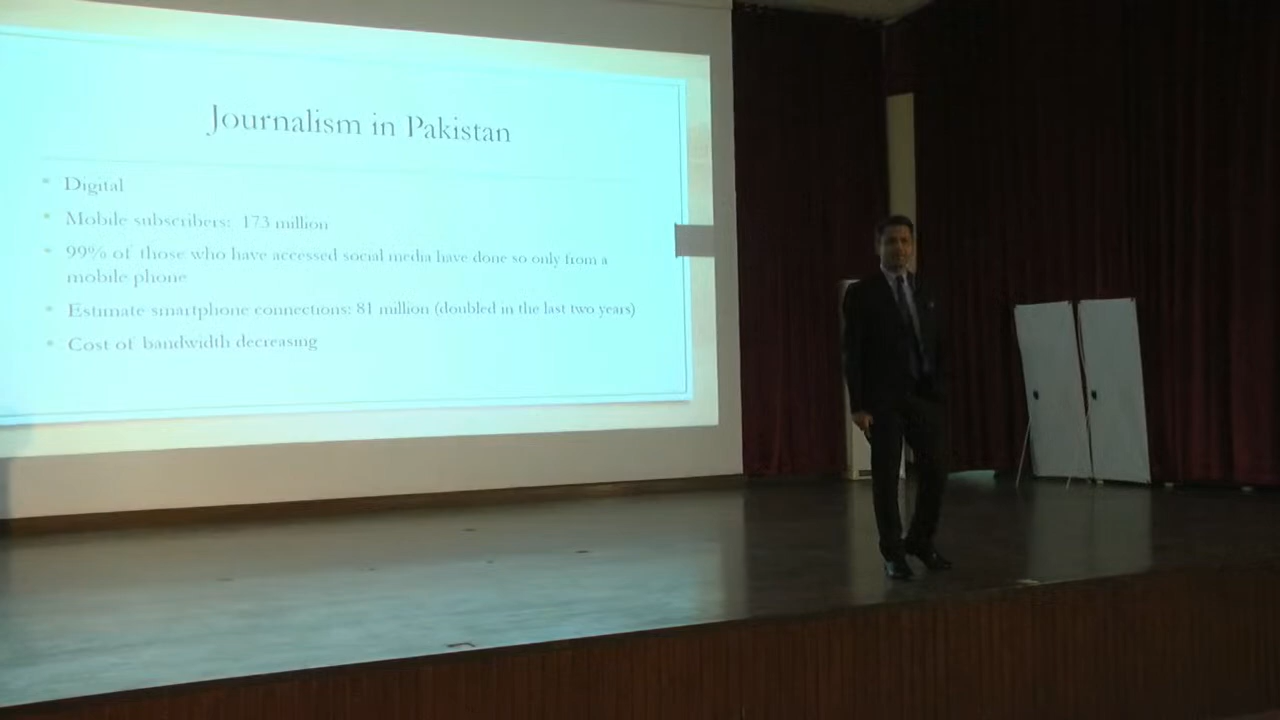 Journalism in Pakistan
Digital
Mobile subscribers: 173 million
99% of those who have accessed social media have done so only from a
mobile phone
Estimate smartphone connections: 81 million (doubled in the last two years)
Cost of bandwidth decreasing